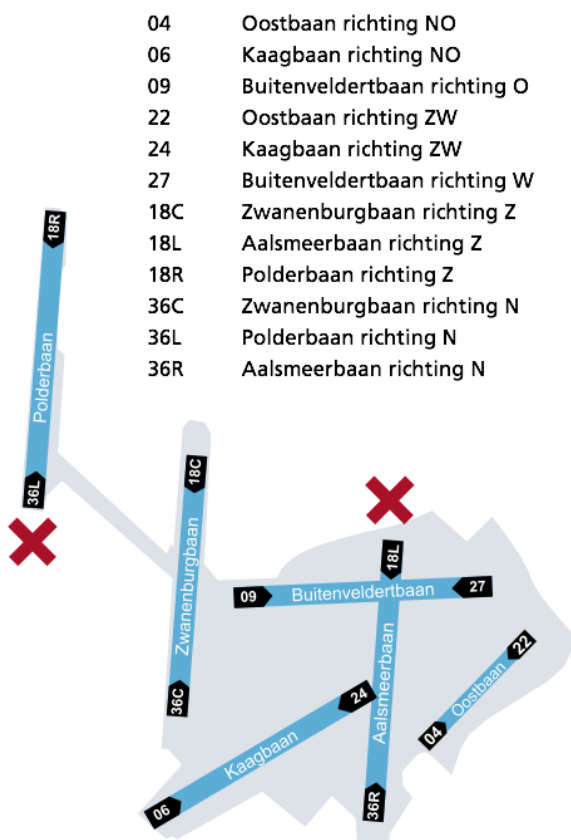 04 Oostbaan richting NO
06 Kaagbaan richting NO
09 Buitenveldertbaan richting O
22 Oostbaan richting ZW
24 Kaagbaan richting ZW
27 Buitenveldertbaan richting W
18C Zwanenburgbaan richting Z
18L Aalsmeerbaan richting Z
18R Polderbaan richting Z
36C Zwanenburgbaan richting N
36L Polderbaan richting N
36R Aalsmeerbaan richting N
18R
Polderbaan
36L
18C
Zwanenburgbaan
36C
18L
09 Buitenveldertbaan 27
Aalsmeerbaan
36R
22
Oostbaan
04
24
Kaagbaan
06